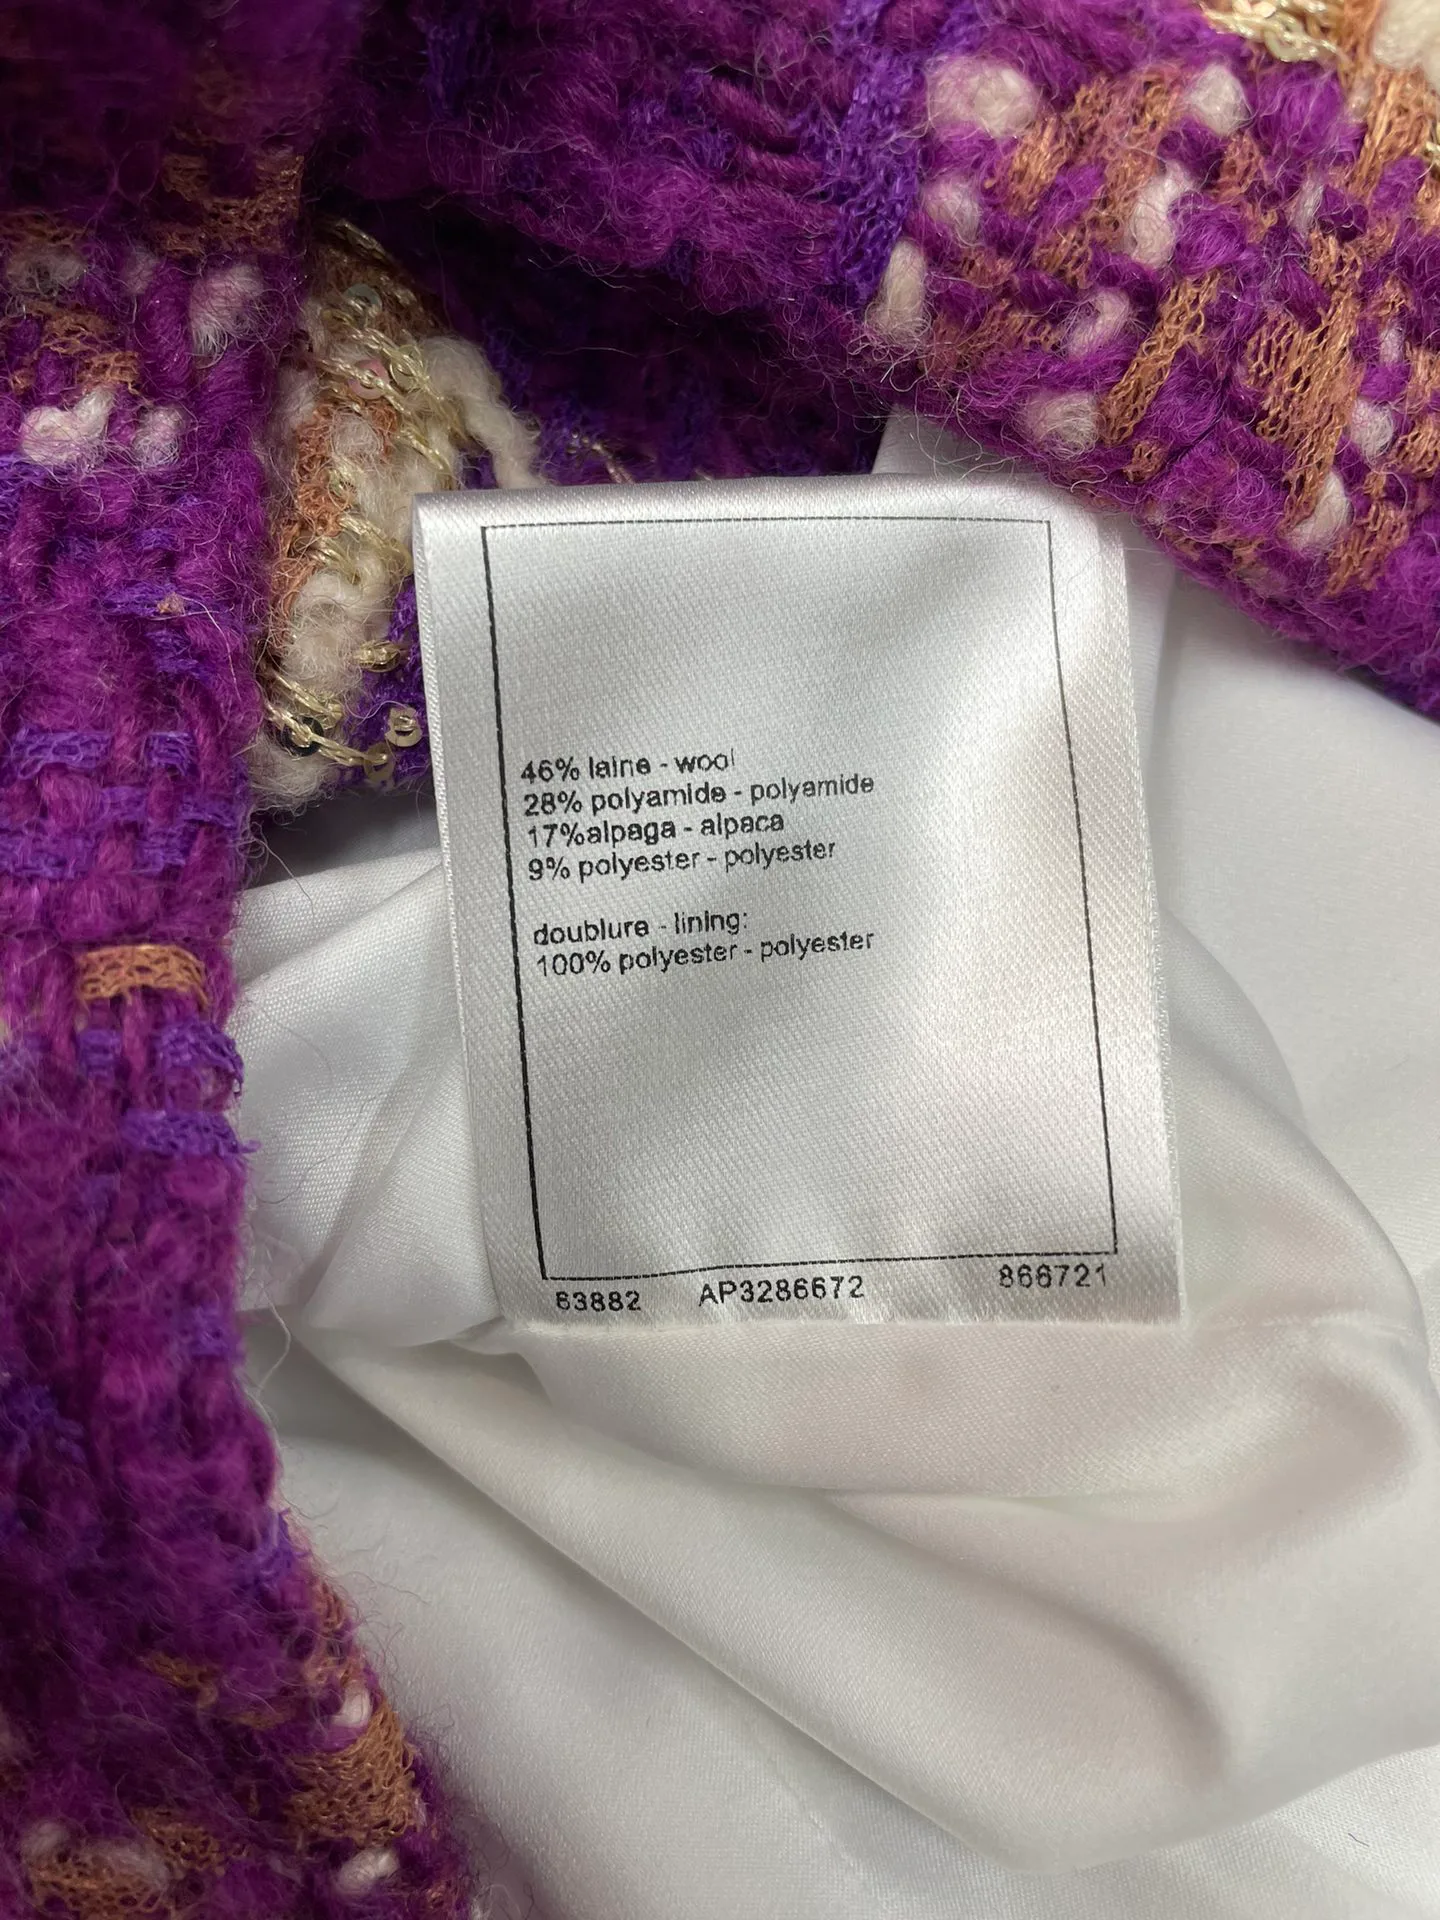 46% laine - wool
28% polyamide - polyamide
17%alpaga - alpaca
9% polyester - polyester
doublure - lining:
100% polyester - polyester
63882 AP3286672 866721